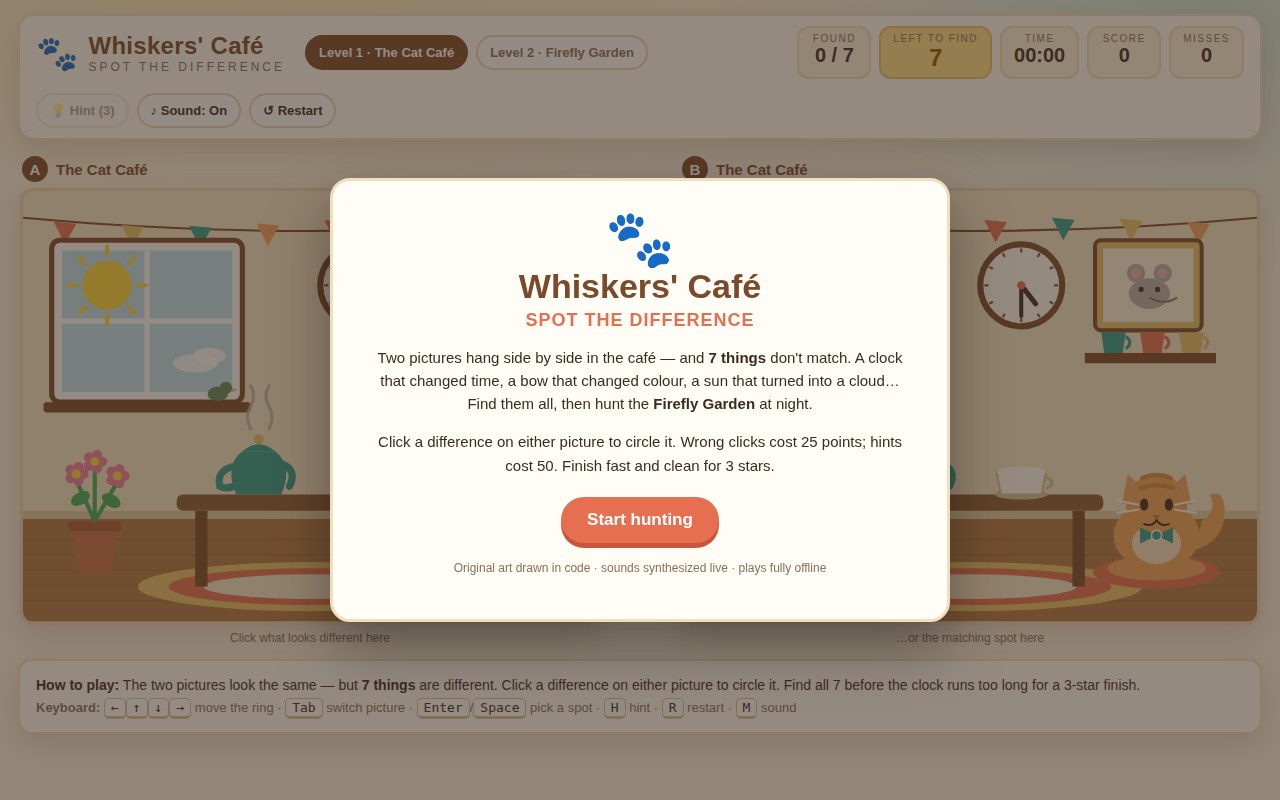 Whiskers' Café
SPOT THE DIFFERENCE
Level 1 · The Cat Café
Level 2 · Firefly Garden
FOUND
0 / 7
LEFT TO FIND
7
TIME
00:00
SCORE
0
MISSES
0
💡 Hint (3)
♪ Sound: On
↺ Restart
A The Cat Café
B The Cat Café
Whiskers' Café
SPOT THE DIFFERENCE
Two pictures hang side by side in the café — and 7 things don't match. A clock
that changed time, a bow that changed colour, a sun that turned into a cloud…
Find them all, then hunt the Firefly Garden at night.
Click a difference on either picture to circle it. Wrong clicks cost 25 points; hints
cost 50. Finish fast and clean for 3 stars.
Start hunting
Original art drawn in code · sounds synthesized live · plays fully offline
Click what looks different here
…or the matching spot here
How to play: The two pictures look the same — but 7 things are different. Click a difference on either picture to circle it. Find all 7 before the clock runs too long for a 3-star finish.
Keyboard: ← ↑ ↓ → move the ring · Tab switch picture · Enter / Space pick a spot · H hint · R restart · M sound